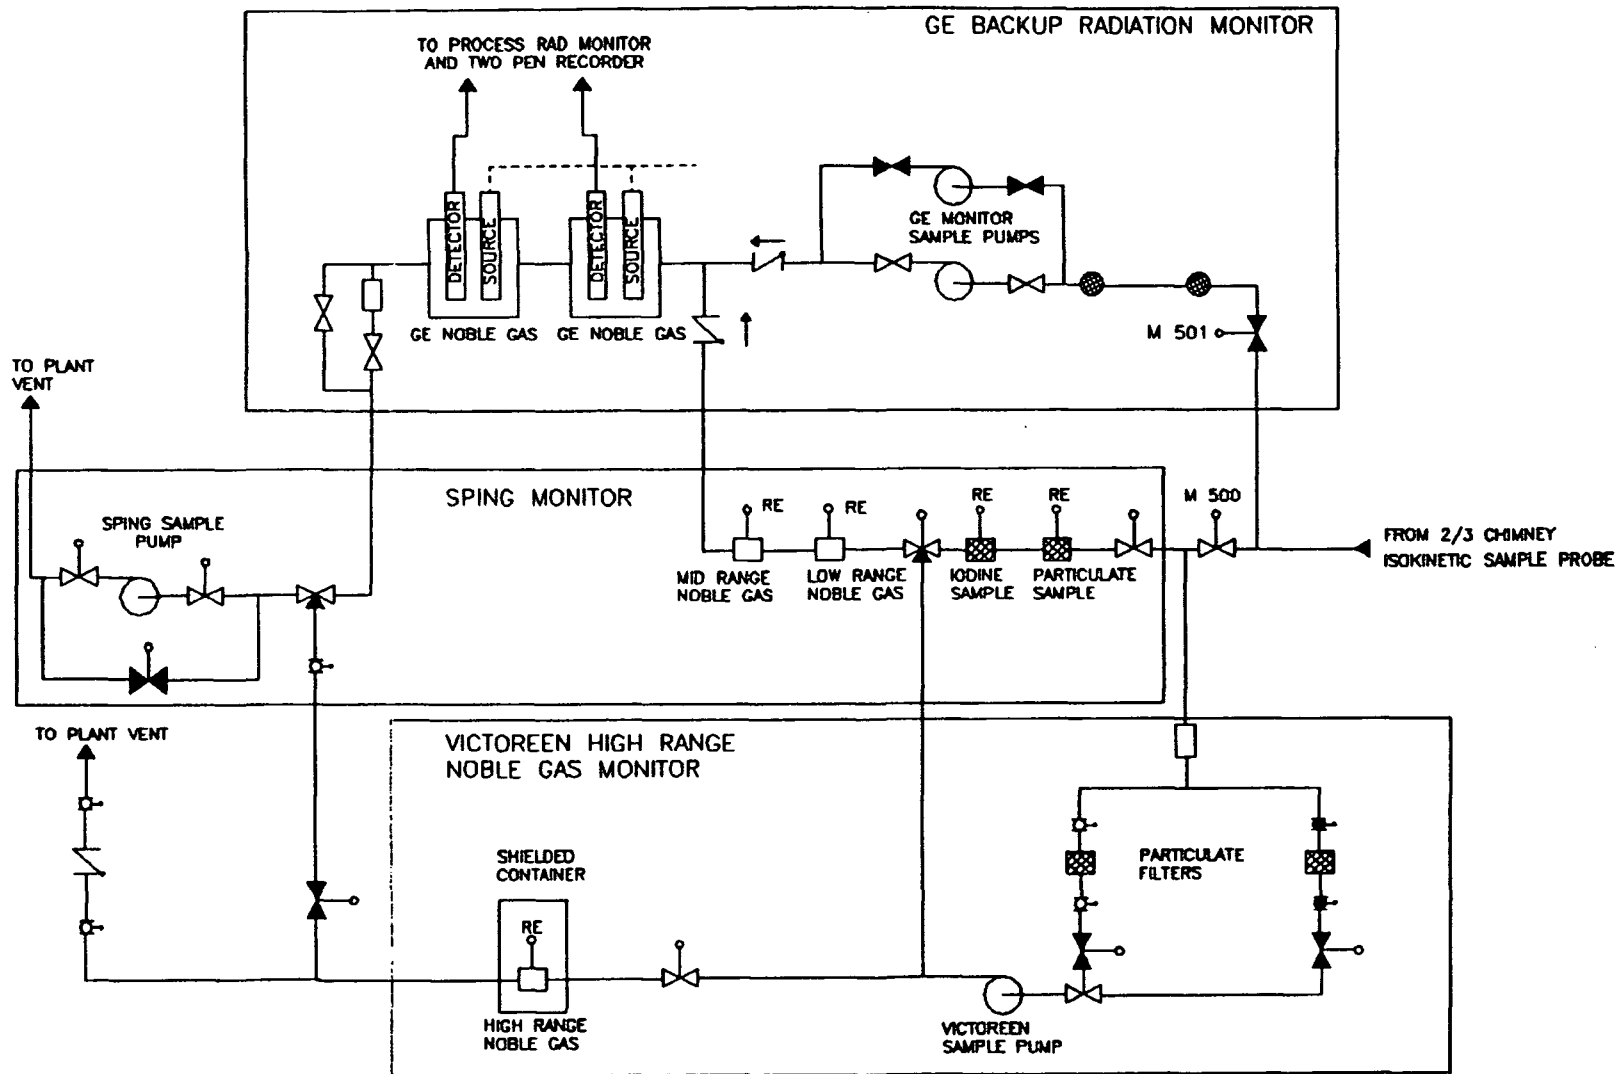 GE BACKUP RADIATION MONITOR
TO PROCESS RAD MONITOR
AND TWO PEN RECORDER
DETECTOR
SOURCE
DETECTOR
SOURCE
GE MONITOR
SAMPLE PUMPS
GE NOBLE GAS
GE NOBLE GAS
M 501
TO PLANT
VENT
SPING MONITOR
SPING SAMPLE
PUMP
RE
RE
RE
RE
M 500
MID RANGE
NOBLE GAS
LOW RANGE
NOBLE GAS
IODINE
SAMPLE
PARTICULATE
SAMPLE
FROM 2/3 CHIMNEY
ISOKINETIC SAMPLE PROBE
TO PLANT VENT
VICTOREEN HIGH RANGE
NOBLE GAS MONITOR
SHIELDED
CONTAINER
RE
HIGH RANGE
NOBLE GAS
PARTICULATE
FILTERS
VICTOREEN
SAMPLE PUMP